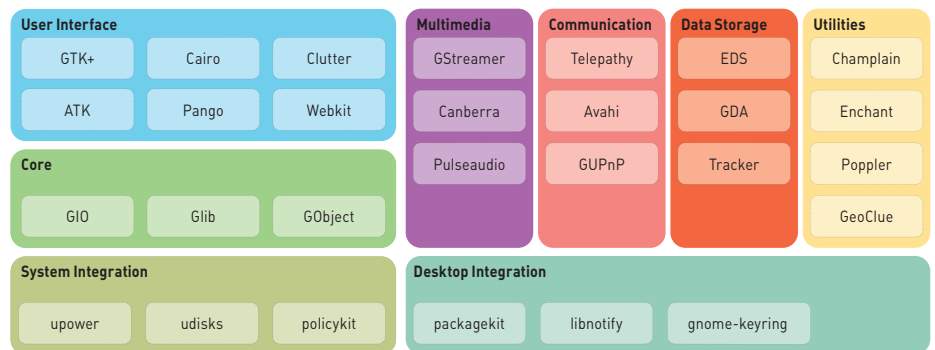 User Interface
GTK+
Cairo
Clutter
ATK
Pango
Webkit
Core
GIO
Glib
GObject
Multimedia
GStreamer
Canberra
Pulseaudio
Communication
Telepathy
Avahi
GUPnP
Data Storage
EDS
GDA
Tracker
Utilities
Champlain
Enchant
Poppler
GeoClue
System Integration
upower
udisks
policykit
Desktop Integration
packagekit
libnotify
gnome-keyring